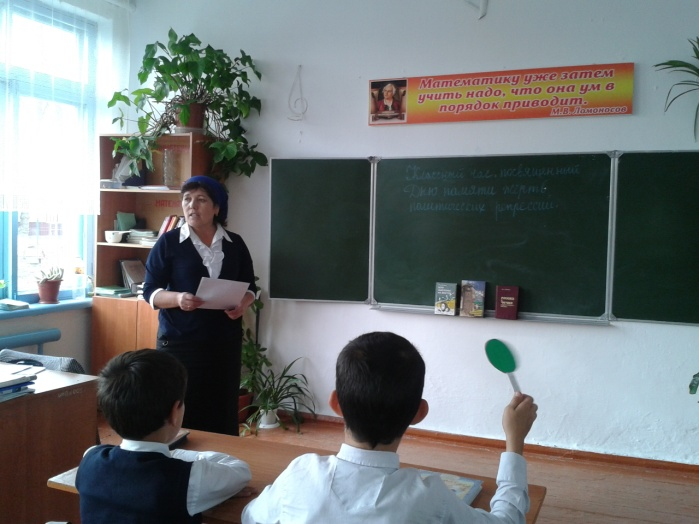 Математику уже затем
учить надо, что она ум в
порядок приводит.
М.В. Ломоносов
Классный час, посвященный
Дню памяти жертв
политических репрессий.